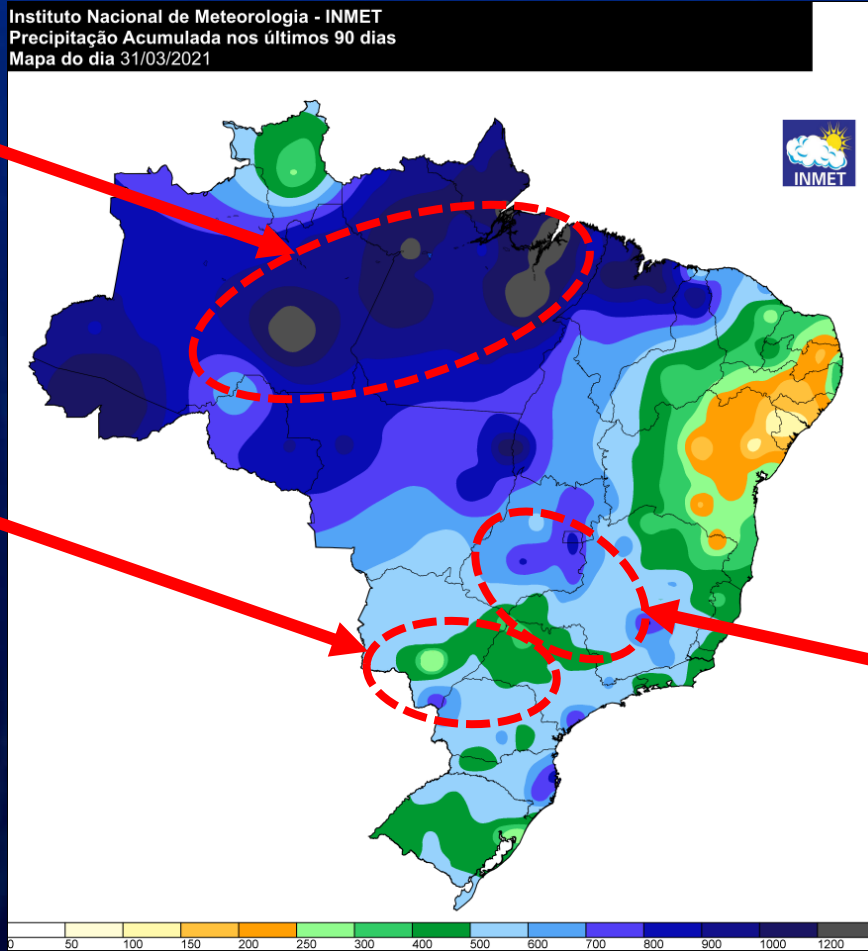 Instituto Nacional de Meteorologia - INMET
Precipitação Acumulada nos últimos 90 dias
Mapa do dia 31/03/2021
INMET
0 50 100 150 200 250 300 400 500 600 700 800 900 1000 1200